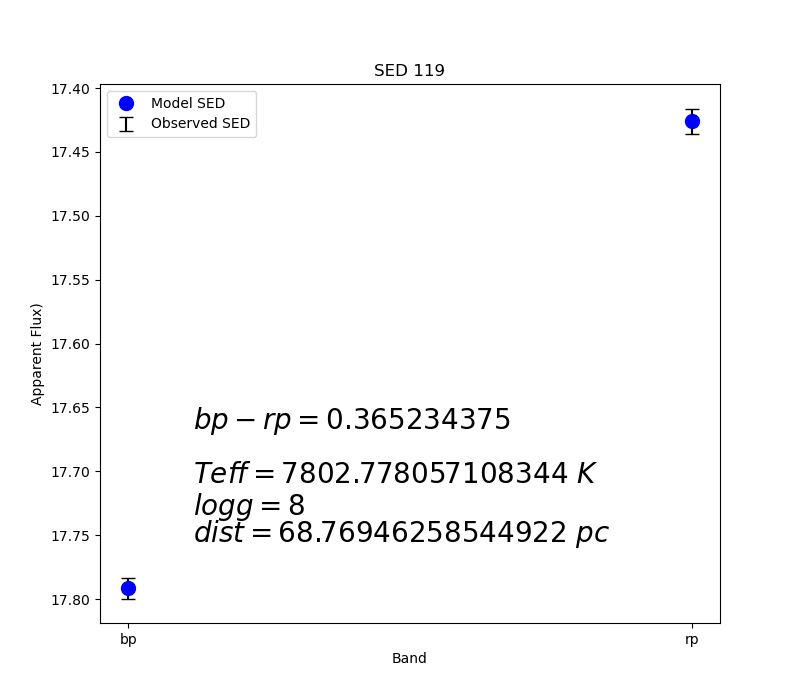 SED 119
17.40
17.45
17.50
17.55
17.60
17.65
17.70
17.75
17.80
Apparent Flux)
Model SED
Observed SED
bp − rp = 0.365234375
Teff = 7802.778057108344 K
logg = 8
dist = 68.76946258544922 pc
bp
rp
Band